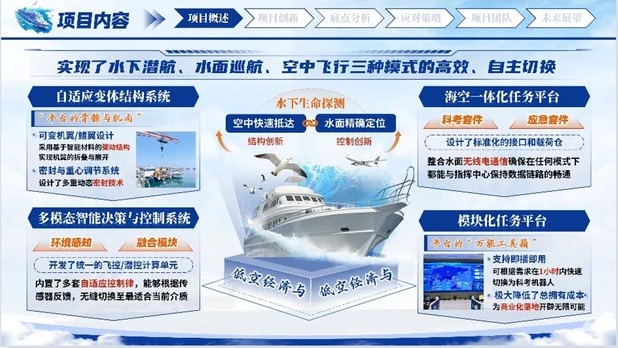 项目内容
项目概述
项目创新
痛点分析
应对策略
项目团队
未来展望
实现了水下潜航、水面巡航、空中飞行三种模式的高效、自主切换
自适应变体结构系统
"平台的骨骼与肌肉"
可变机翼/鳍翼设计
采用基于智能材料的驱动结构
实现机翼的折叠与展开
密封与重心调节系统
设计了多重动态密封技术
水下生命探测
空中快速抵达
水面精确定位
结构创新
控制创新
海空一体化任务平台
科考套件
应急套件
设计了标准化的接口和载荷仓
整合水面无线电通信确保在任何模式下
都能与指挥中心保持数据链路的畅通
多模态智能决策与控制系统
环境感知
融合模块
开发了统一的飞控/潜控计算单元
内置了多套自适应控制律，能够根据传
感器反馈，无缝切换至最适合当前介质
低空经济与
低空经济与
模块化任务平台
平台的"万能工具箱"
支持即插即用
可根据需求在1小时内快速
切换为科考机器人
极大降低了总拥有成本
为商业化落地开辟无限可能